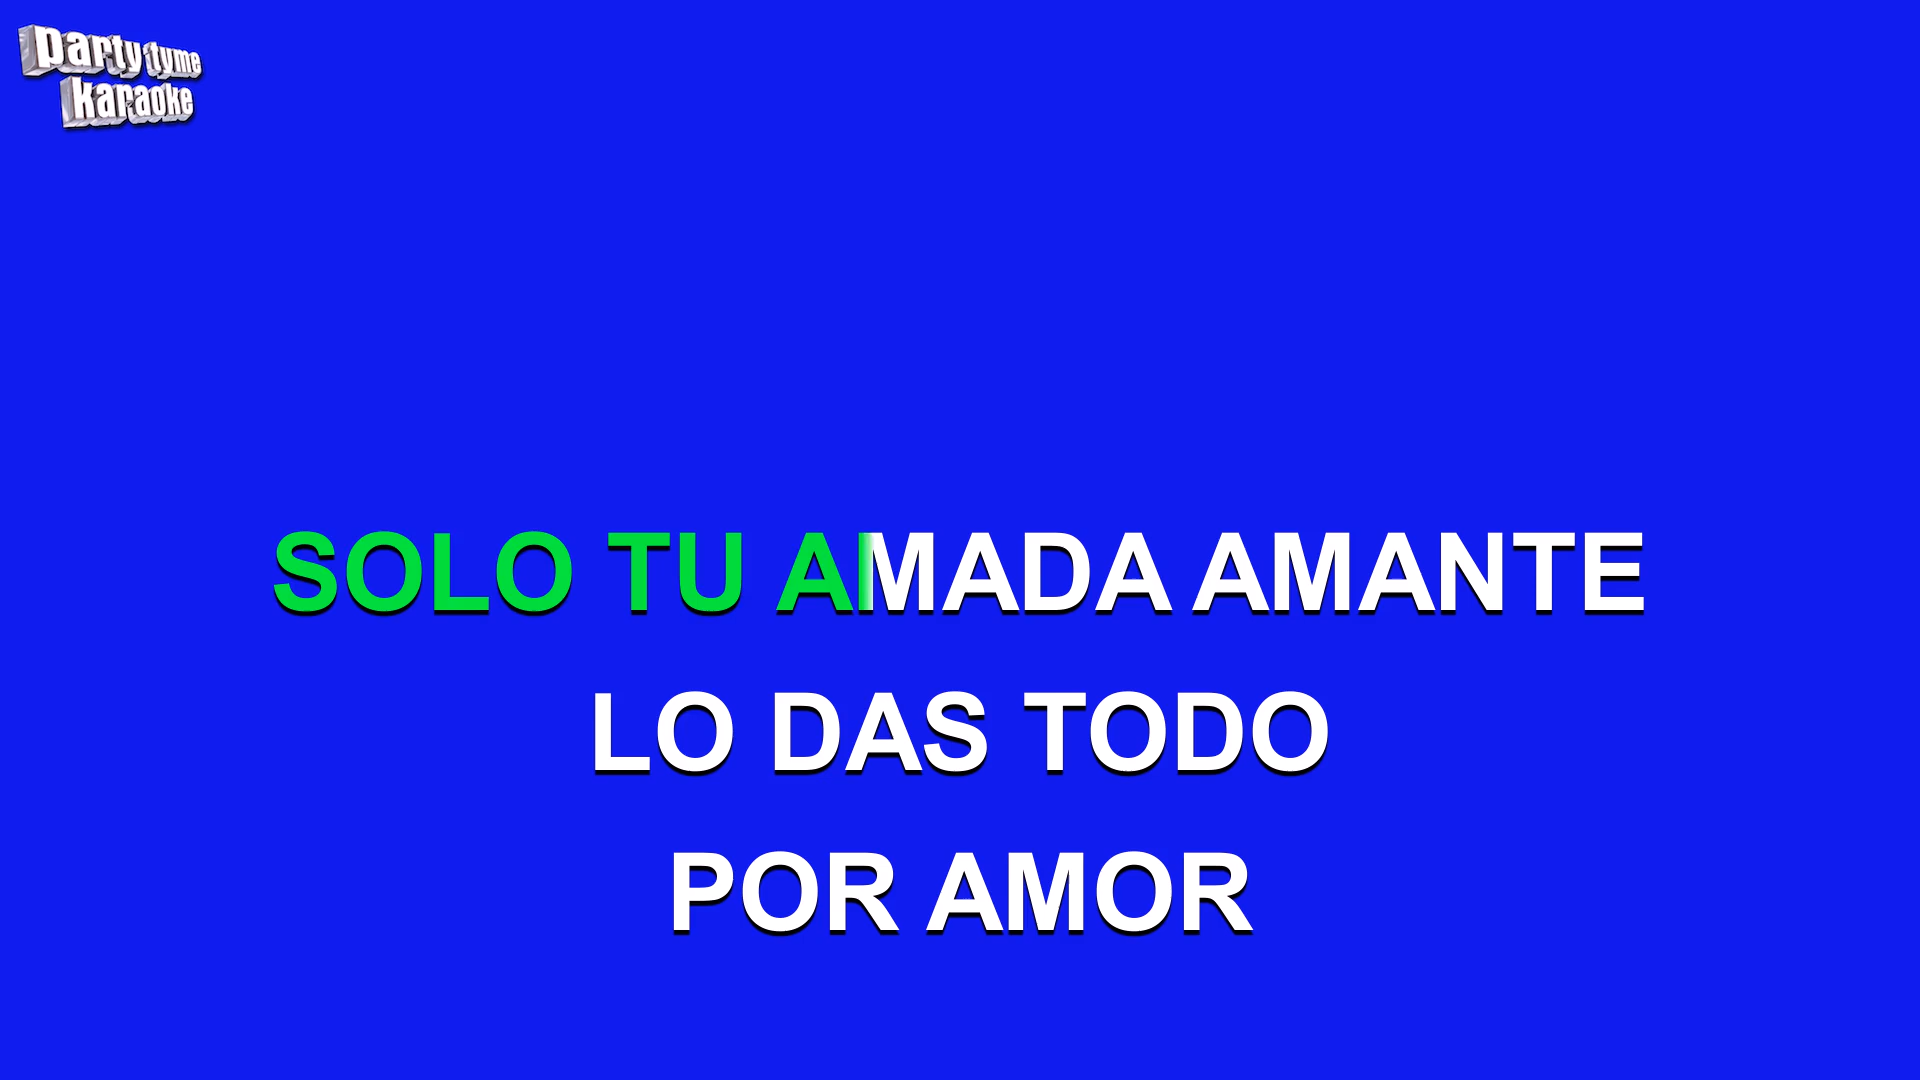 party tyme
karaoke
SOLO TU AMADA AMANTE
LO DAS TODO
POR AMOR